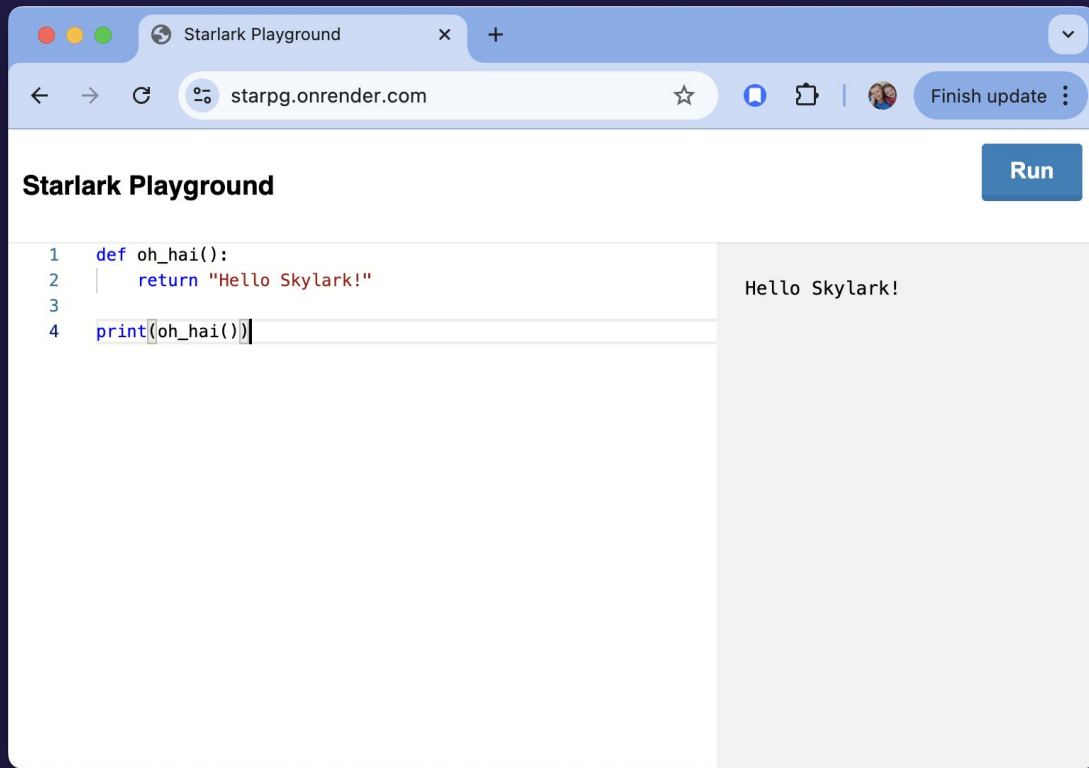 Starlark Playground
starpg.onrender.com
Finish update
Starlark Playground
Run
1 def oh_hai():
2     return "Hello Skylark!"
3
4 print(oh_hai())
Hello Skylark!